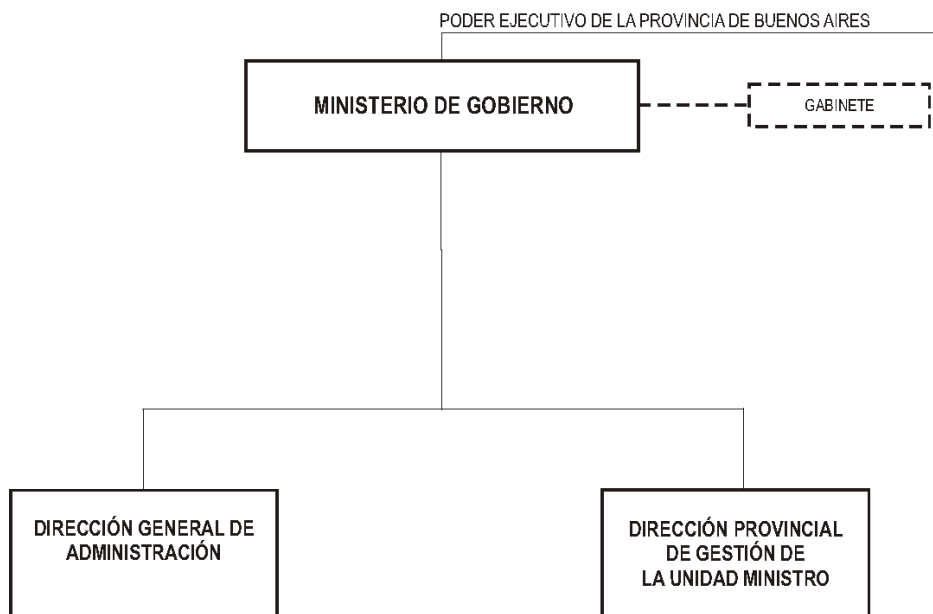 PODER EJECUTIVO DE LA PROVINCIA DE BUENOS AIRES
MINISTERIO DE GOBIERNO
GABINETE
DIRECCIÓN GENERAL DE
ADMINISTRACIÓN
DIRECCIÓN PROVINCIAL
DE GESTIÓN DE
LA UNIDAD MINISTRO